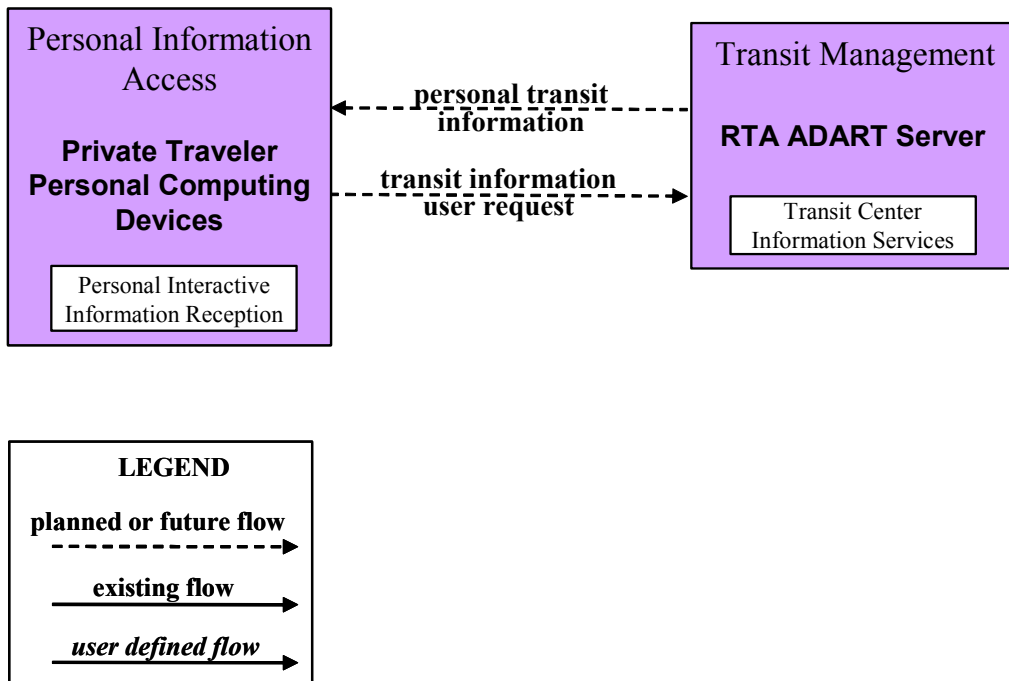 Personal Information
Access
Private Traveler
Personal Computing
Devices
Personal Interactive
Information Reception
personal transit
information
transit information
user request
Transit Management
RTA ADART Server
Transit Center
Information Services
LEGEND
planned or future flow
existing flow
user defined flow